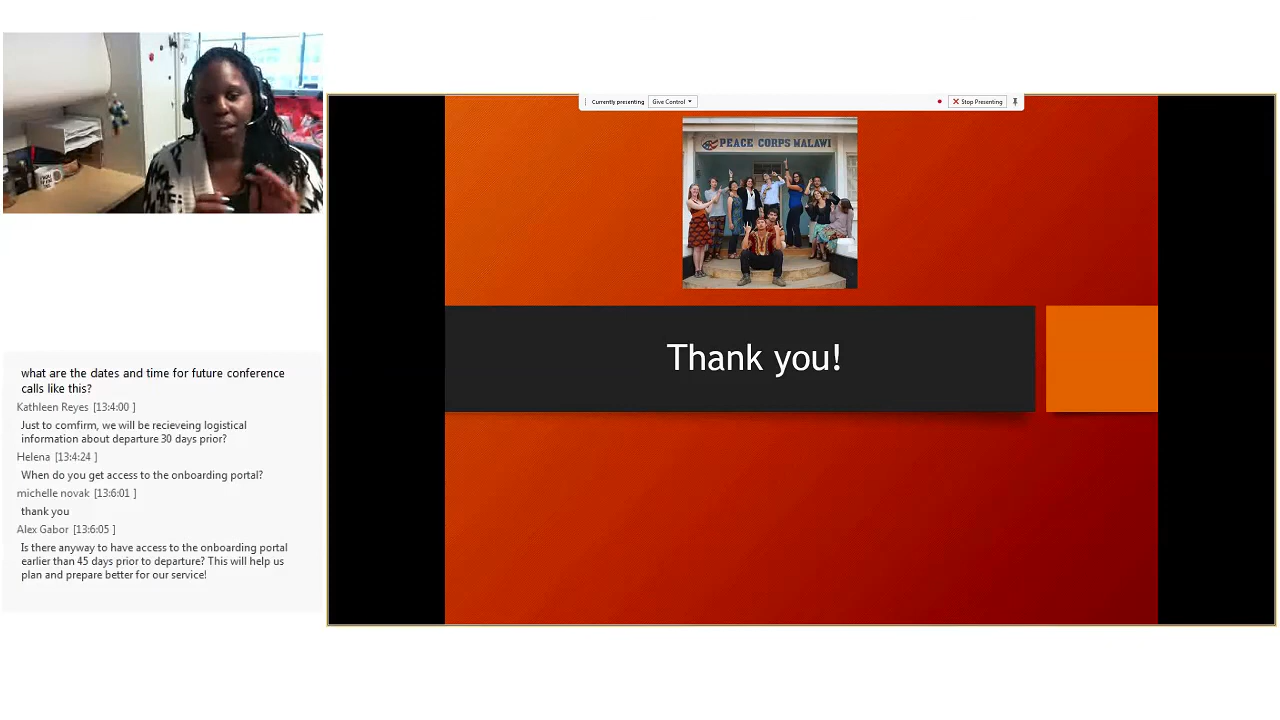 Currently presenting
Give Control
Stop Presenting
PEACE CORPS MALAWI
Thank you!
what are the dates and time for future conference
calls like this?
Kathleen Reyes [13:4:00 ]
Just to comfirm, we will be recieveing logistical
information about departure 30 days prior?
Helena [13:4:24 ]
When do you get access to the onboarding portal?
michelle novak [13:6:01 ]
thank you
Alex Gabor [13:6:05 ]
Is there anyway to have access to the onboarding portal
earlier than 45 days prior to departure? This will help us
plan and prepare better for our service!